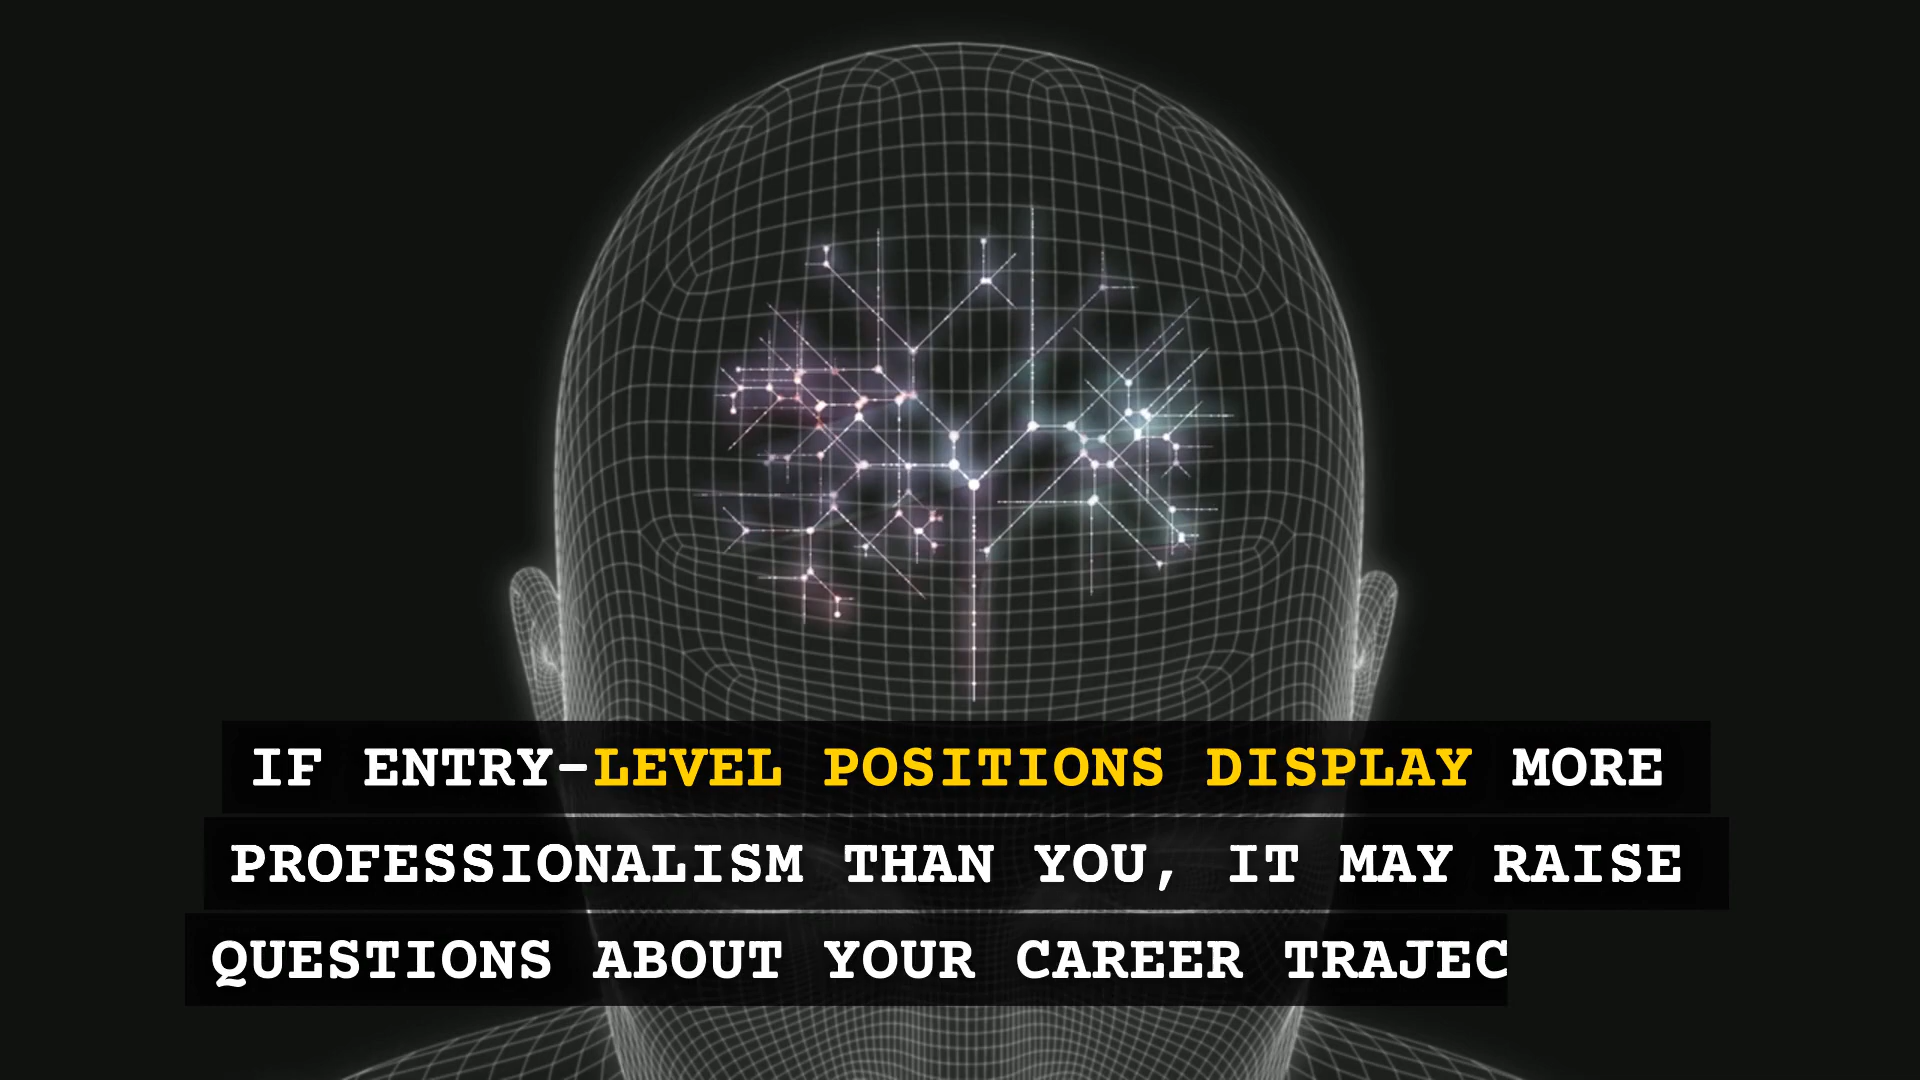 IF ENTRY-LEVEL POSITIONS DISPLAY MORE
PROFESSIONALISM THAN YOU, IT MAY RAISE
QUESTIONS ABOUT YOUR CAREER TRAJEC